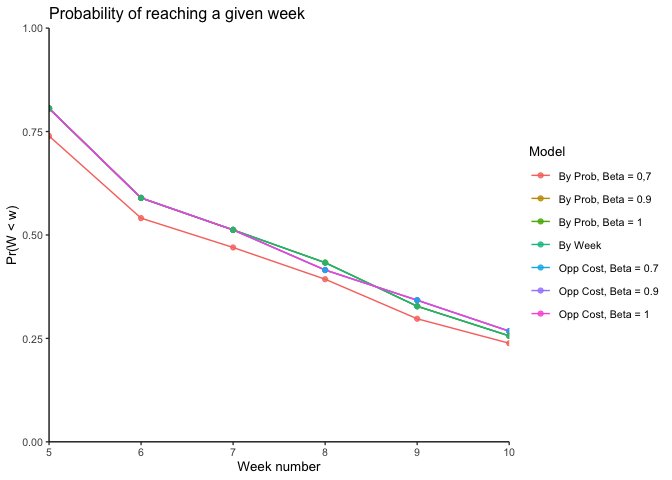 Probability of reaching a given week
1.00
0.75
0.50
0.25
0.00
Pr(W < w)
5 6 7 8 9 10
Week number
Model
By Prob, Beta = 0,7
By Prob, Beta = 0.9
By Prob, Beta = 1
By Week
Opp Cost, Beta = 0.7
Opp Cost, Beta = 0.9
Opp Cost, Beta = 1